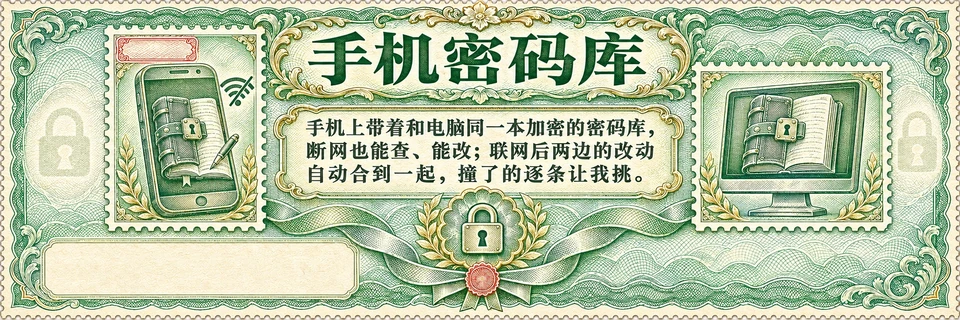 手机密码库
手机上带着和电脑同一本加密的密码库，
断网也能查、能改；联网后两边的改动
自动合到一起，撞了的逐条让我挑。